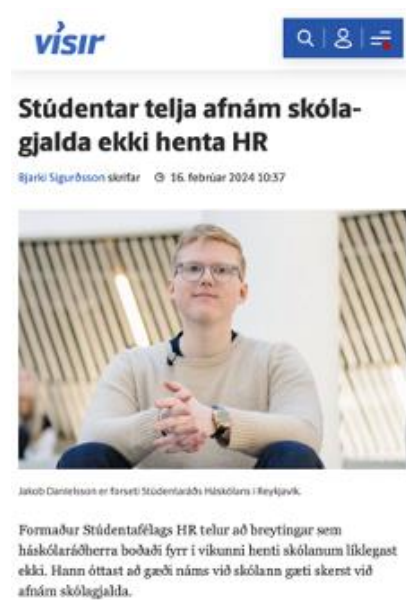 vísir
Stúdentar telja afnám skóla-
gjalda ekki henta HR
Bjarki Sigurðsson skrifar 16. febrúar 2024 10:37
Jakob Daníelsson er forseti Stúdentaráðs Háskólans í Reykjavík.
Formaður Stúdentafélags HR telur að breytingar sem
háskólaráðherra boðaði fyrr í vikunni henti skólanum líklegast
ekki. Hann óttast að gæði náms við skólann gæti skerst við
afnám skólagjalda.